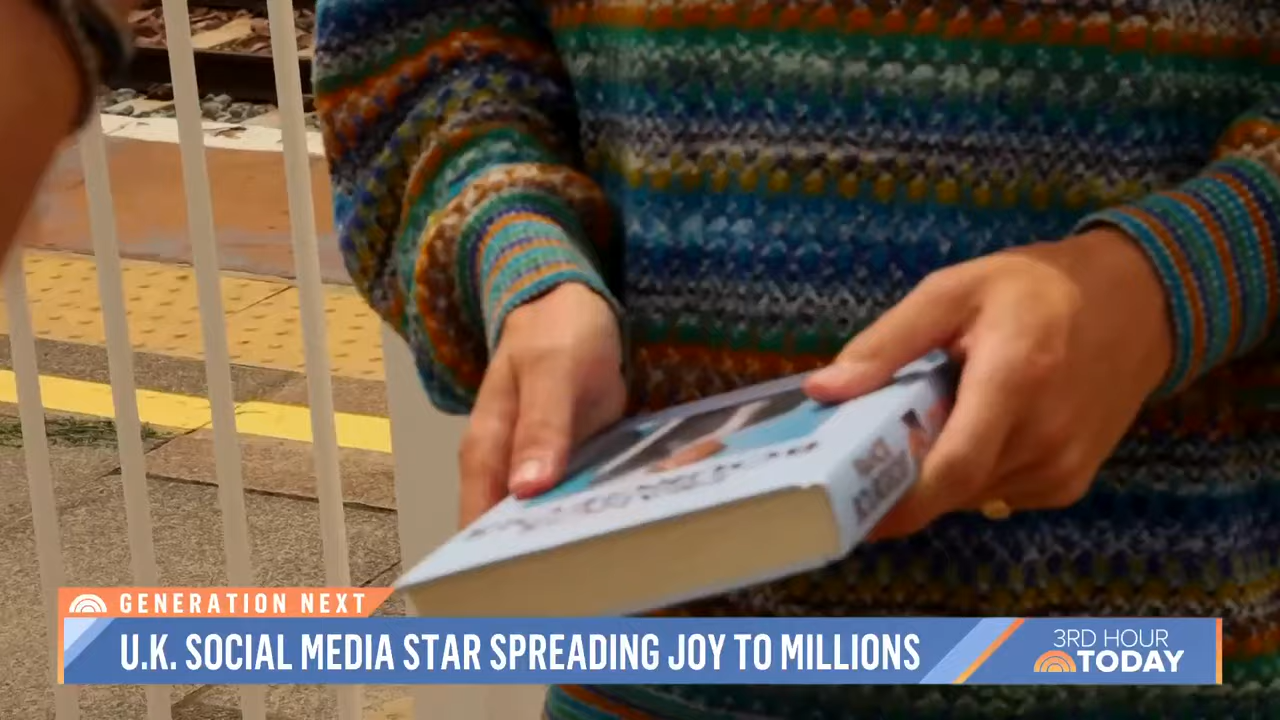 GENERATION NEXT
U.K. SOCIAL MEDIA STAR SPREADING JOY TO MILLIONS
3RD HOUR
TODAY